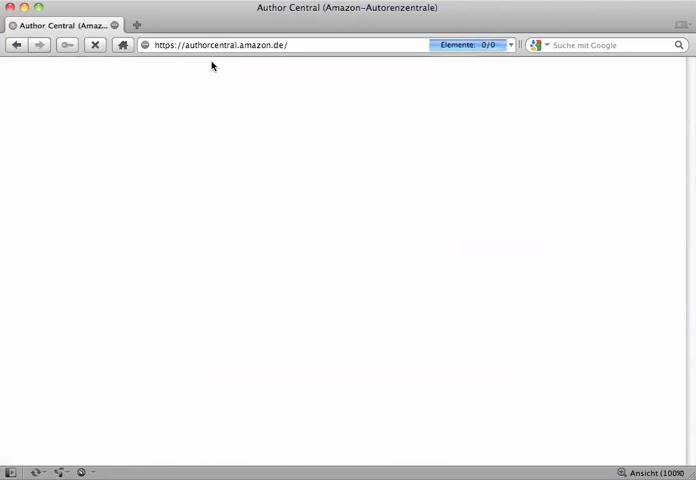 Author Central (Amazon-Autorenzentrale)
Author Central (Amaz...
https://authorcentral.amazon.de/
Elemente: 0/0
Suche mit Google
Ansicht (100%)